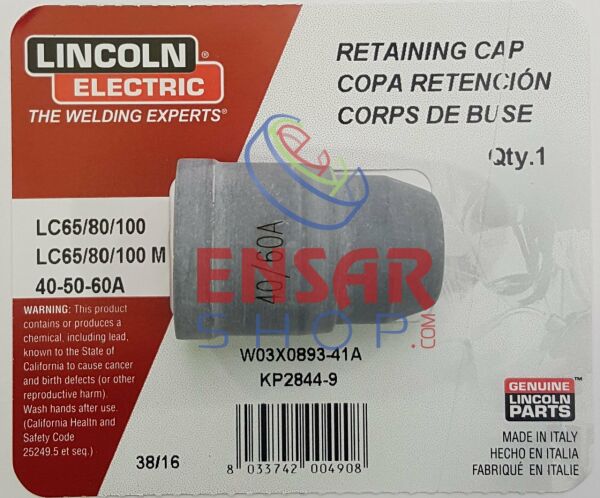 LINCOLN
ELECTRIC
THE WELDING EXPERTS®
RETAINING CAP
COPA RETENCIÓN
CORPS DE BUSE
Qty.1
LC65/80/100
LC65/80/100 M
40-50-60A
40/60A
ENSAR
SHOP.COM
WARNING: This product
contains or produces a
chemical, including lead,
known to the State of
California to cause cancer
and birth defects (or other
reproductive harm).
Wash hands after use.
(California Health and
Safety Code
25249.5 et seq.)
W03X0893-41A
KP2844-9
38/16
8 033742 004908
GENUINE
LINCOLN
PARTS
™
MADE IN ITALY
HECHO EN ITALIA
FABRIQUÉ EN ITALIE